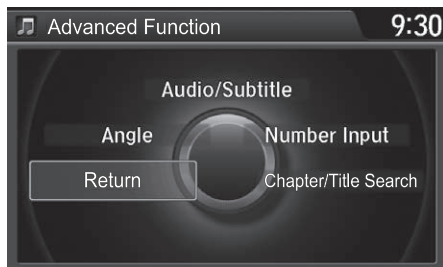 Advanced Function 9:30
Audio/Subtitle
Angle Number Input
Return Chapter/Title Search